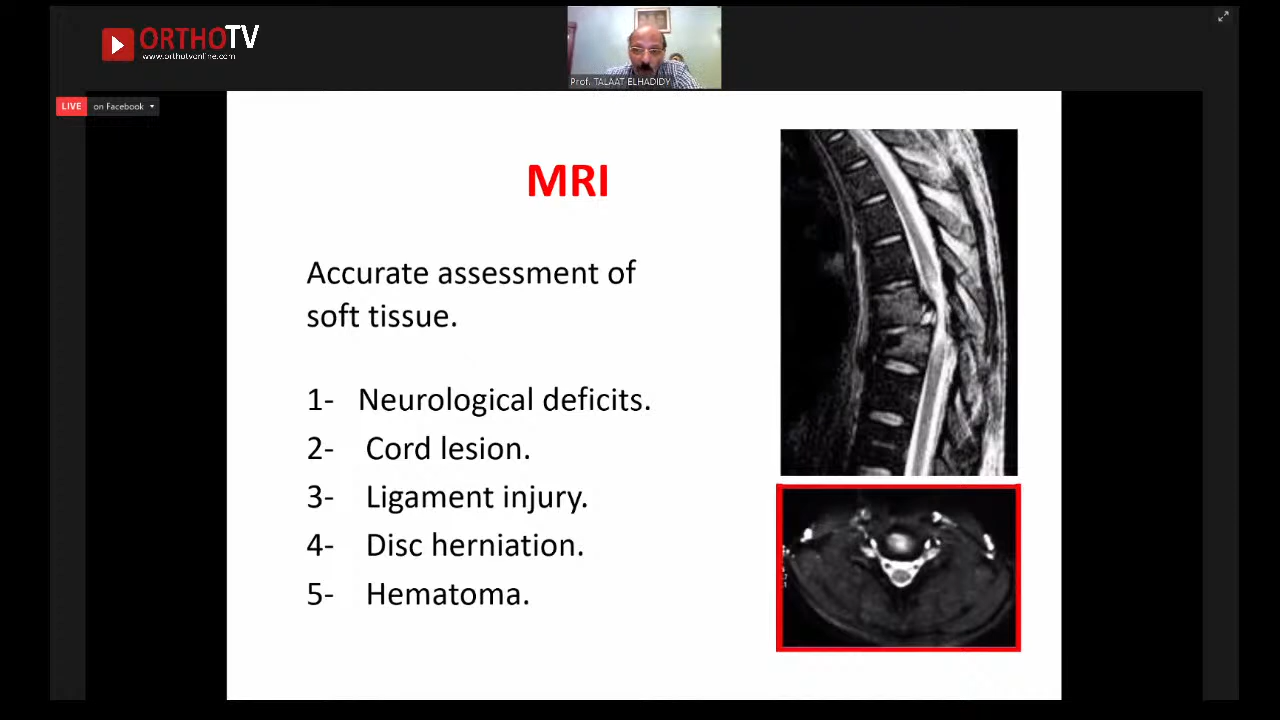 ORTHOTV
www.orthotvonline.com
Prof. TALAAT ELHADIDY
LIVE on Facebook
MRI
Accurate assessment of
soft tissue.
1- Neurological deficits.
2- Cord lesion.
3- Ligament injury.
4- Disc herniation.
5- Hematoma.